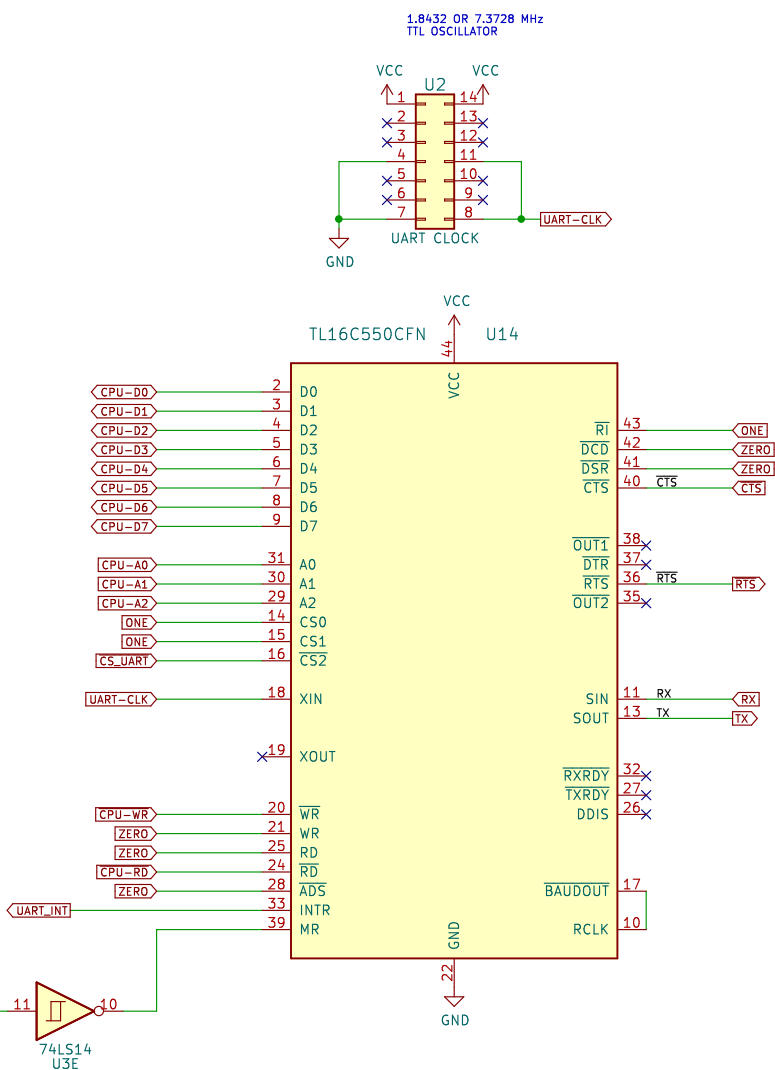 1.8432 OR 7.3728 MHz
TTL OSCILLATOR
VCC U2 VCC
1 14
2 13
3 12
4 11
5 10
6 9
7 8 UART-CLK
UART CLOCK
GND
VCC
TL16C550CFN U14
44
VCC
CPU-D0 2 D0
CPU-D1 3 D1
CPU-D2 4 D2 RI 43 ONE
CPU-D3 5 D3 DCD 42 ZERO
CPU-D4 6 D4 DSR 41 ZERO
CPU-D5 7 D5 CTS 40 CTS CTS
CPU-D6 8 D6
CPU-D7 9 D7
OUT1 38
CPU-A0 31 A0 DTR 37
CPU-A1 30 A1 RTS 36 RTS RTS
CPU-A2 29 A2 OUT2 35
ONE 14 CS0
ONE 15 CS1
CS_UART 16 CS2
UART-CLK 18 XIN SIN 11 RX RX
SOUT 13 TX TX
19 XOUT
RXRDY 32
TXRDY 27
CPU-WR 20 WR DDIS 26
ZERO 21 WR
ZERO 25 RD
CPU-RD 24 RD
ZERO 28 ADS BAUDOUT 17
UART_INT 33 INTR
39 MR RCLK 10
GND
22
GND
11 10
74LS14
U3E